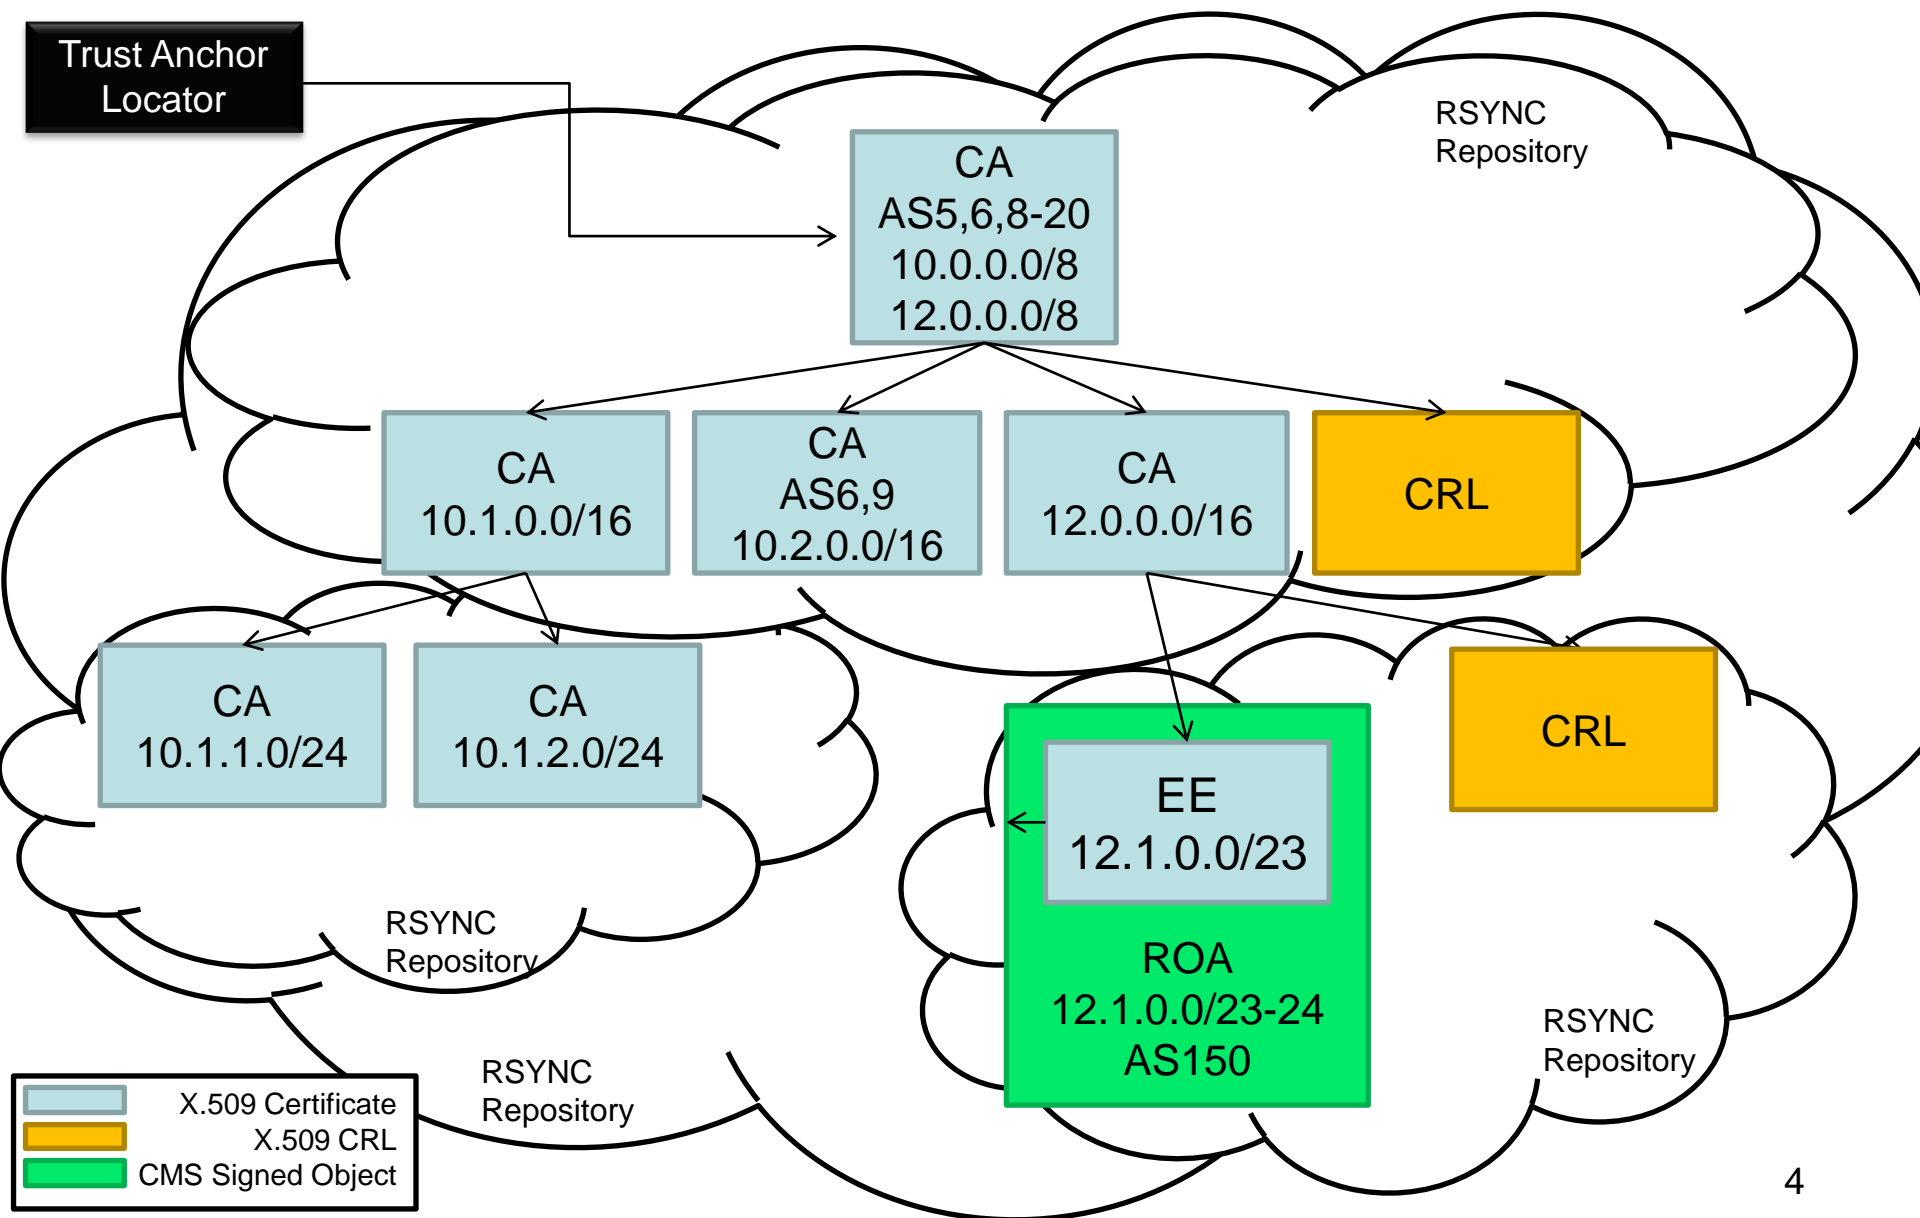 Trust Anchor
Locator
RSYNC
Repository
CA
AS5,6,8-20
10.0.0.0/8
12.0.0.0/8
CA
10.1.0.0/16
CA
AS6,9
10.2.0.0/16
CA
12.0.0.0/16
CRL
CA
10.1.1.0/24
CA
10.1.2.0/24
EE
12.1.0.0/23
CRL
RSYNC
Repository
ROA
12.1.0.0/23-24
AS150
RSYNC
Repository
RSYNC
Repository
X.509 Certificate
X.509 CRL
CMS Signed Object
4